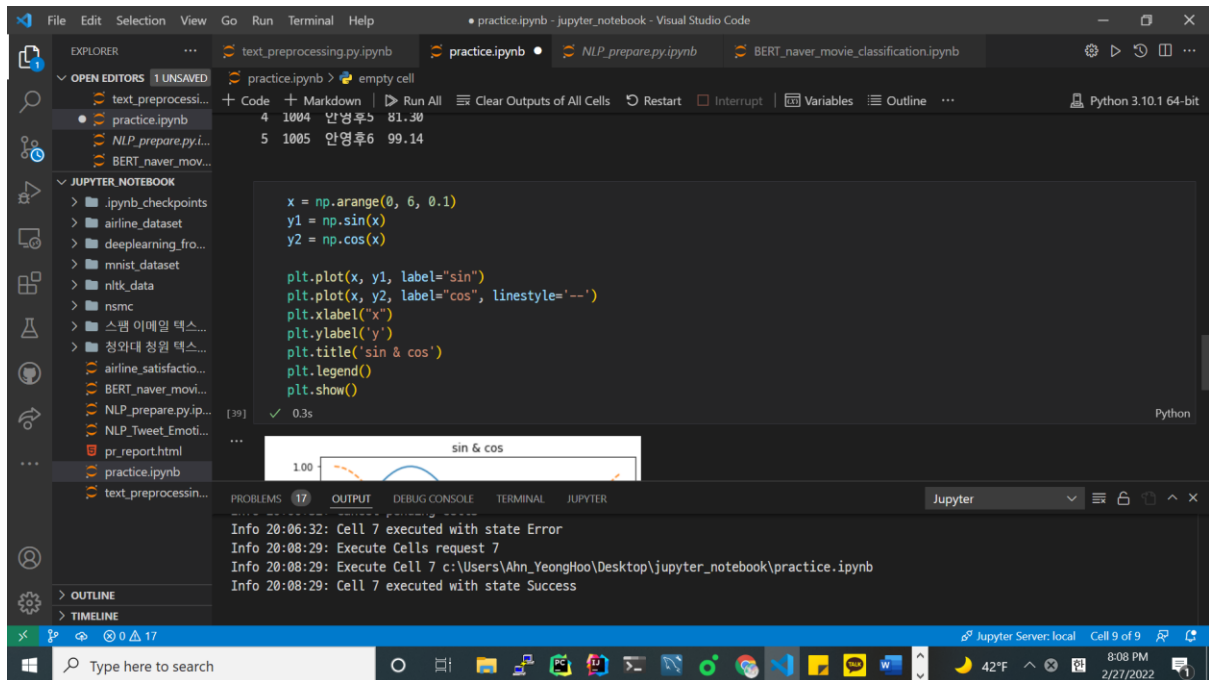 File Edit Selection View Go Run Terminal Help
● practice.ipynb - jupyter_notebook - Visual Studio Code
EXPLORER ···
text_preprocessing.py.ipynb
practice.ipynb ●
NLP_prepare.py.ipynb
BERT_naver_movie_classification.ipynb
OPEN EDITORS 1 UNSAVED
text_preprocessi...
● practice.ipynb
NLP_prepare.py.i...
BERT_naver_mov...
JUPYTER_NOTEBOOK
.ipynb_checkpoints
airline_dataset
deeplearning_fro...
mnist_dataset
nltk_data
nsmc
스팸 이메일 텍스...
청와대 청원 텍스...
airline_satisfactio...
BERT_naver_movi...
NLP_prepare.py.ip...
NLP_Tweet_Emoti...
pr_report.html
practice.ipynb
text_preprocessin...
OUTLINE
TIMELINE
practice.ipynb > empty cell
+ Code + Markdown | Run All Clear Outputs of All Cells Restart Interrupt | Variables Outline ···
Python 3.10.1 64-bit
4 1004 안영후5 81.30
5 1005 안영후6 99.14
x = np.arange(0, 6, 0.1)
y1 = np.sin(x)
y2 = np.cos(x)
plt.plot(x, y1, label="sin")
plt.plot(x, y2, label="cos", linestyle='--')
plt.xlabel("x")
plt.ylabel('y')
plt.title('sin & cos')
plt.legend()
plt.show()
[39] ✓ 0.3s
Python
···
sin & cos
1.00
PROBLEMS 17 OUTPUT DEBUG CONSOLE TERMINAL JUPYTER
Jupyter
Info 20:06:32: Cell 7 executed with state Error
Info 20:08:29: Execute Cells request 7
Info 20:08:29: Execute Cell 7 c:\Users\Ahn_YeongHoo\Desktop\jupyter_notebook\practice.ipynb
Info 20:08:29: Cell 7 executed with state Success
0 17
Jupyter Server: local Cell 9 of 9
Type here to search
42°F
한
8:08 PM
2/27/2022